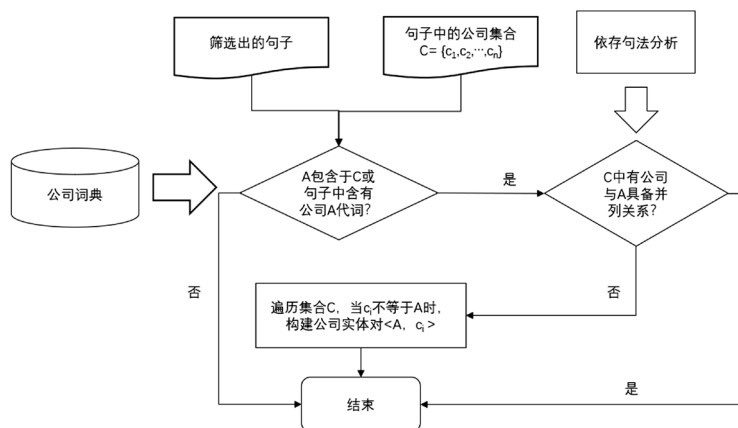 筛选出的句子
句子中的公司集合
C= {c₁,c₂,···,cₙ}
依存句法分析
公司词典
A包含于C或
句子中含有
公司A代词?
是
C中有公司
与A具备并
列关系?
否
遍历集合C，当cᵢ不等于A时，
构建公司实体对<A，cᵢ >
否
是
结束